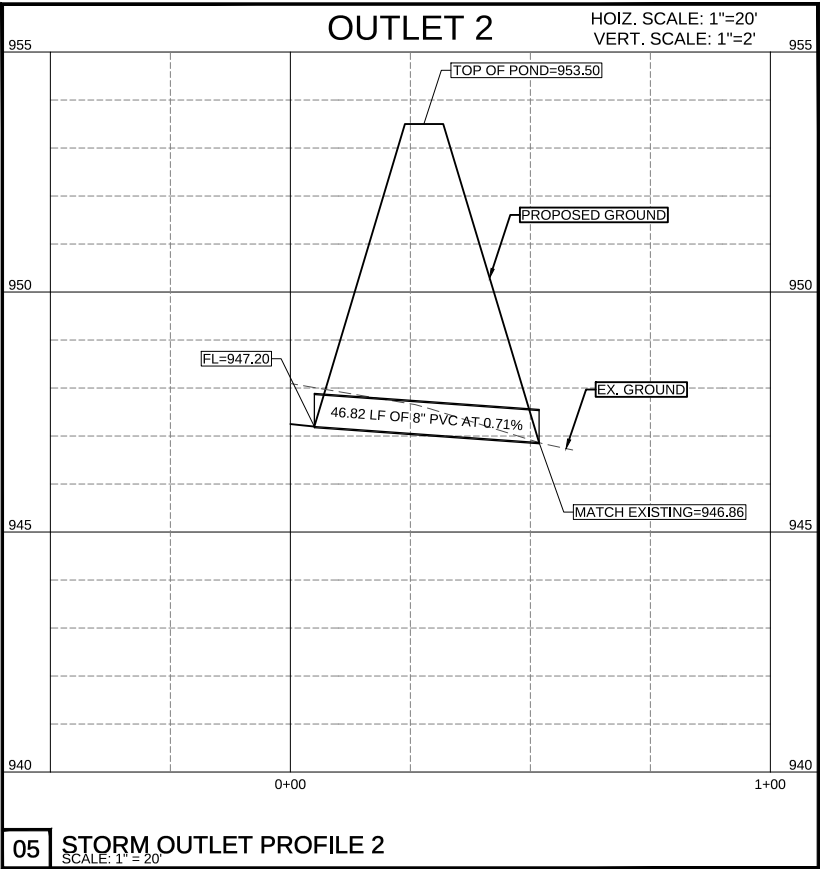 OUTLET 2
HOIZ. SCALE: 1"=20'
VERT. SCALE: 1"=2'
955
955
TOP OF POND=953.50
PROPOSED GROUND
950
950
FL=947.20
EX. GROUND
46.82 LF OF 8" PVC AT 0.71%
MATCH EXISTING=946.86
945
945
940
940
0+00
1+00
05
STORM OUTLET PROFILE 2
SCALE: 1" = 20'